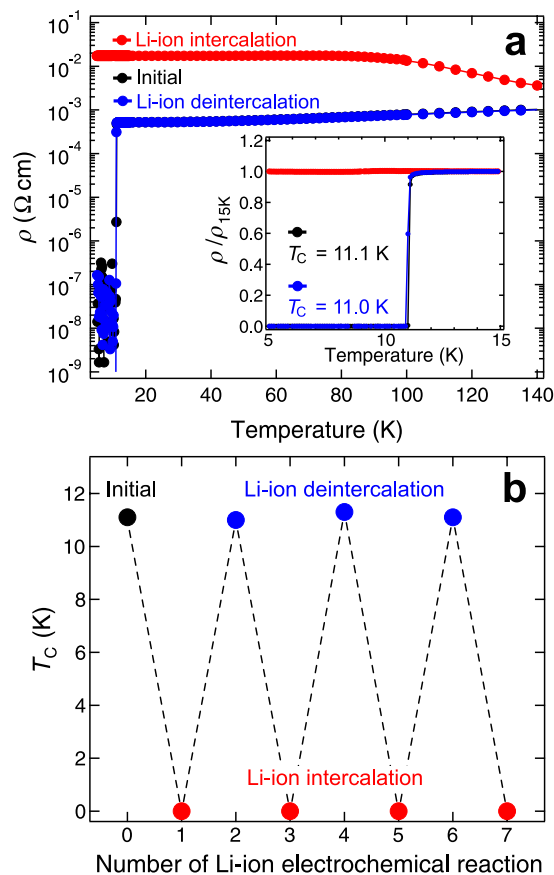 a
Li-ion intercalation
Initial
Li-ion deintercalation
ρ (Ω cm)
10⁻¹
10⁻²
10⁻³
10⁻⁴
10⁻⁵
10⁻⁶
10⁻⁷
10⁻⁸
10⁻⁹
20 40 60 80 100 120 140
Temperature (K)
ρ/ρ₁₅K
1.2
1.0
0.8
0.6
0.4
0.2
0.0
T_C = 11.1 K
T_C = 11.0 K
5 10 15
Temperature (K)
b
Initial
Li-ion deintercalation
T_C (K)
12
10
8
6
4
2
0
Li-ion intercalation
0 1 2 3 4 5 6 7
Number of Li-ion electrochemical reaction